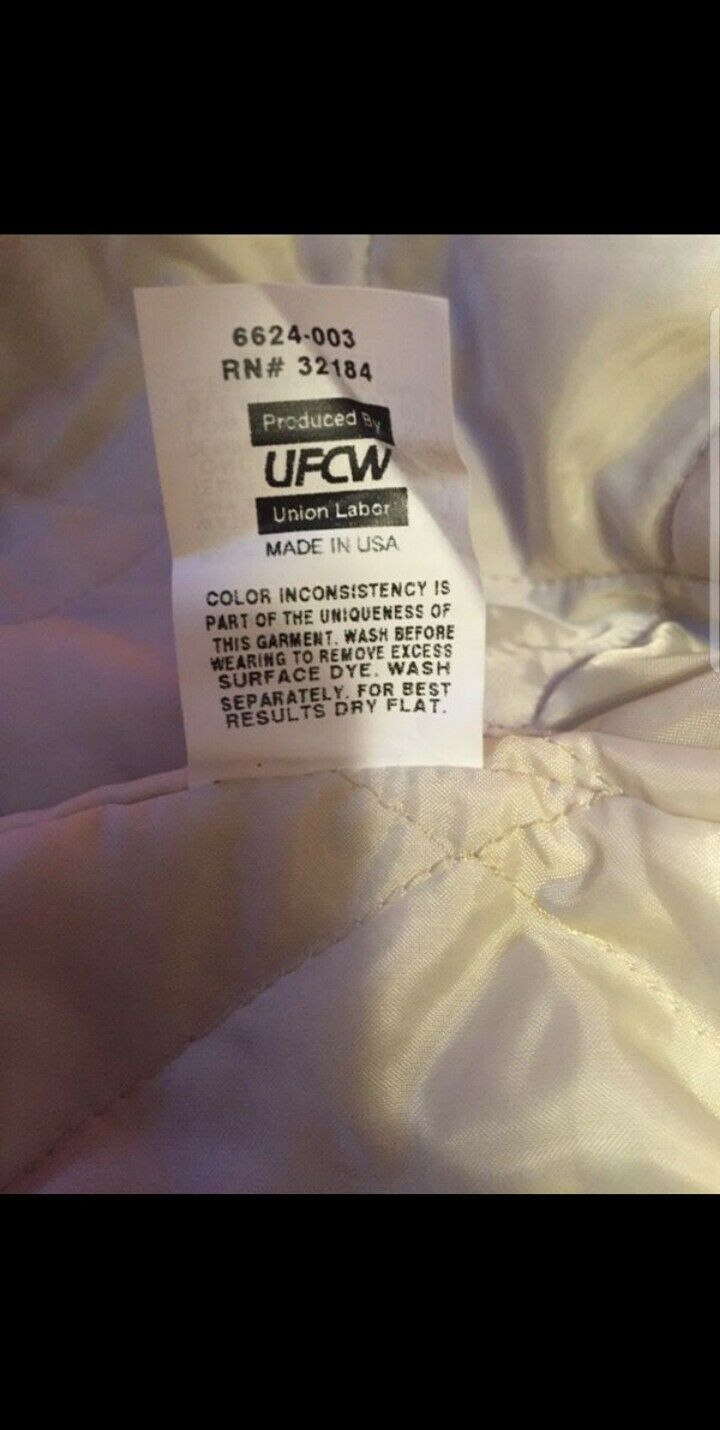 6624-003
RN# 32184
Produced By
UFCW
Union Labor
MADE IN USA
COLOR INCONSISTENCY IS
PART OF THE UNIQUENESS OF
THIS GARMENT. WASH BEFORE
WEARING TO REMOVE EXCESS
SURFACE DYE. WASH
SEPARATELY. FOR BEST
RESULTS DRY FLAT.